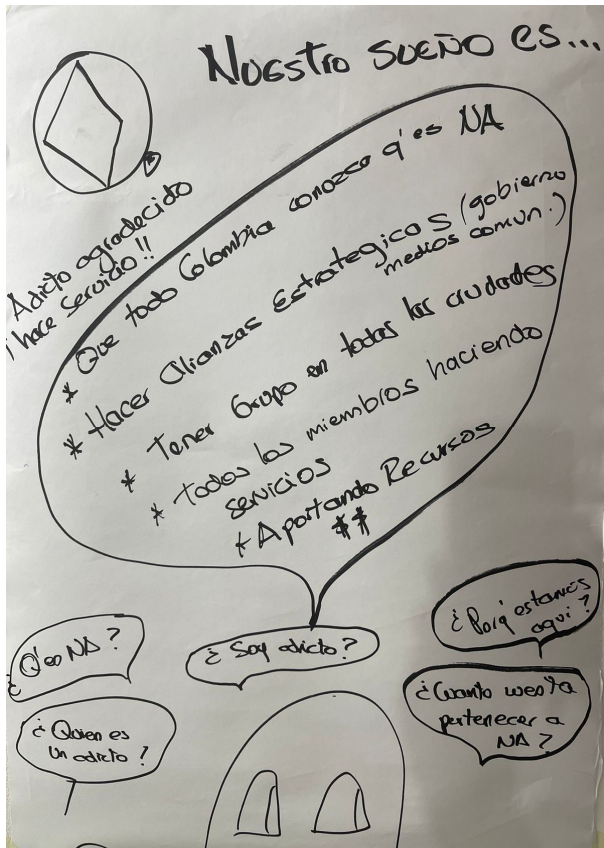 Nuestro SUEÑO es...
Adicto agradecido
¡hace servicio!!
* Que todo Colombia conozca q' es NA
* Hacer Alianzas Estrategicas (gobierno
medios comun.)
* Tener Grupo en todas las ciudades
* Todos los miembros haciendo
servicios
* Aportando Recursos
$$
¿Q' es NA?
¿Soy adicto?
¿Porq' estamos
aqui?
¿Quien es
un adicto?
¿Cuanto cuesta
pertenecer a
NA?